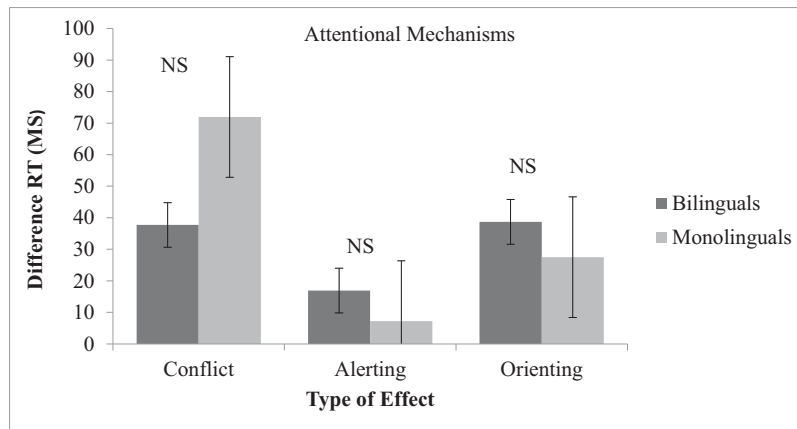 Attentional Mechanisms
100
90
80
70
60
50
40
30
20
10
0
Difference RT (MS)
NS
NS
NS
Conflict
Alerting
Orienting
Type of Effect
Bilinguals
Monolinguals